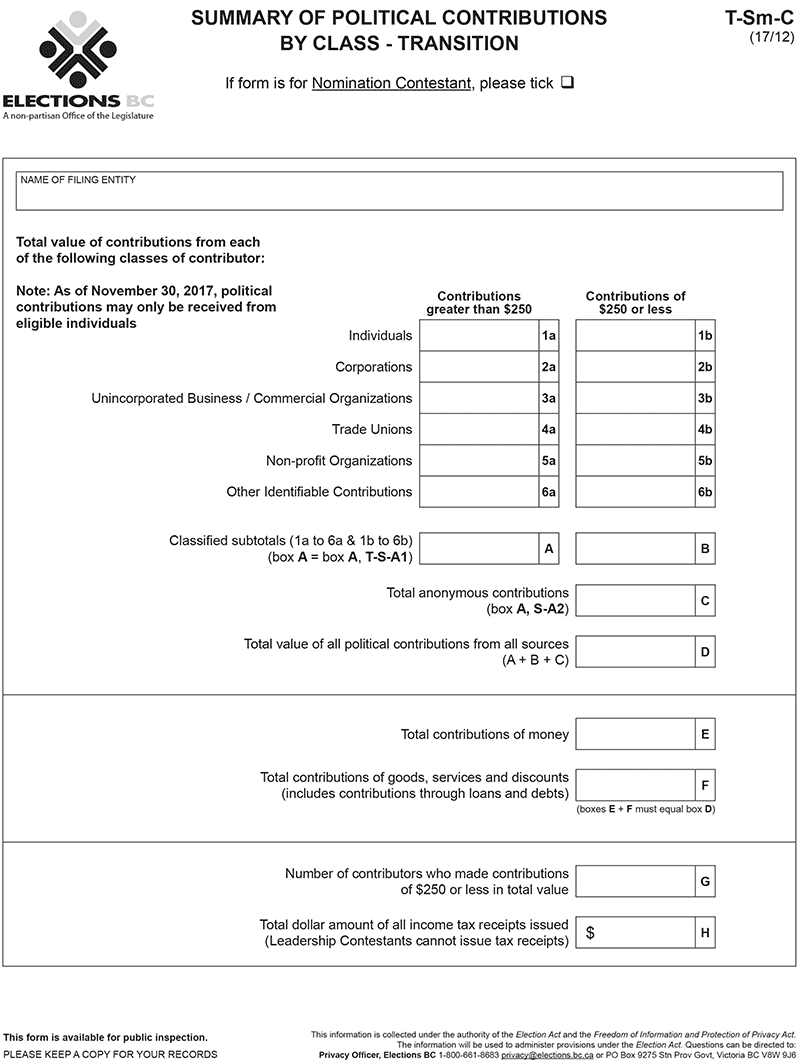 SUMMARY OF POLITICAL CONTRIBUTIONS
BY CLASS - TRANSITION
T-Sm-C
(17/12)
If form is for Nomination Contestant, please tick ❑
ELECTIONS BC
A non-partisan Office of the Legislature
NAME OF FILING ENTITY
Total value of contributions from each
of the following classes of contributor:
Note: As of November 30, 2017, political
contributions may only be received from
eligible individuals
Contributions
greater than $250
Contributions of
$250 or less
Individuals 1a 1b
Corporations 2a 2b
Unincorporated Business / Commercial Organizations 3a 3b
Trade Unions 4a 4b
Non-profit Organizations 5a 5b
Other Identifiable Contributions 6a 6b
Classified subtotals (1a to 6a & 1b to 6b)
(box A = box A, T-S-A1)
A B
Total anonymous contributions
(box A, S-A2)
C
Total value of all political contributions from all sources
(A + B + C)
D
Total contributions of money E
Total contributions of goods, services and discounts
(includes contributions through loans and debts)
F
(boxes E + F must equal box D)
Number of contributors who made contributions
of $250 or less in total value
G
Total dollar amount of all income tax receipts issued
(Leadership Contestants cannot issue tax receipts)
$ H
This form is available for public inspection.
PLEASE KEEP A COPY FOR YOUR RECORDS
This information is collected under the authority of the Election Act and the Freedom of Information and Protection of Privacy Act.
The information will be used to administer provisions under the Election Act. Questions can be directed to:
Privacy Officer, Elections BC 1-800-661-8683 privacy@elections.bc.ca or PO Box 9275 Stn Prov Govt, Victoria BC V8W 9J6